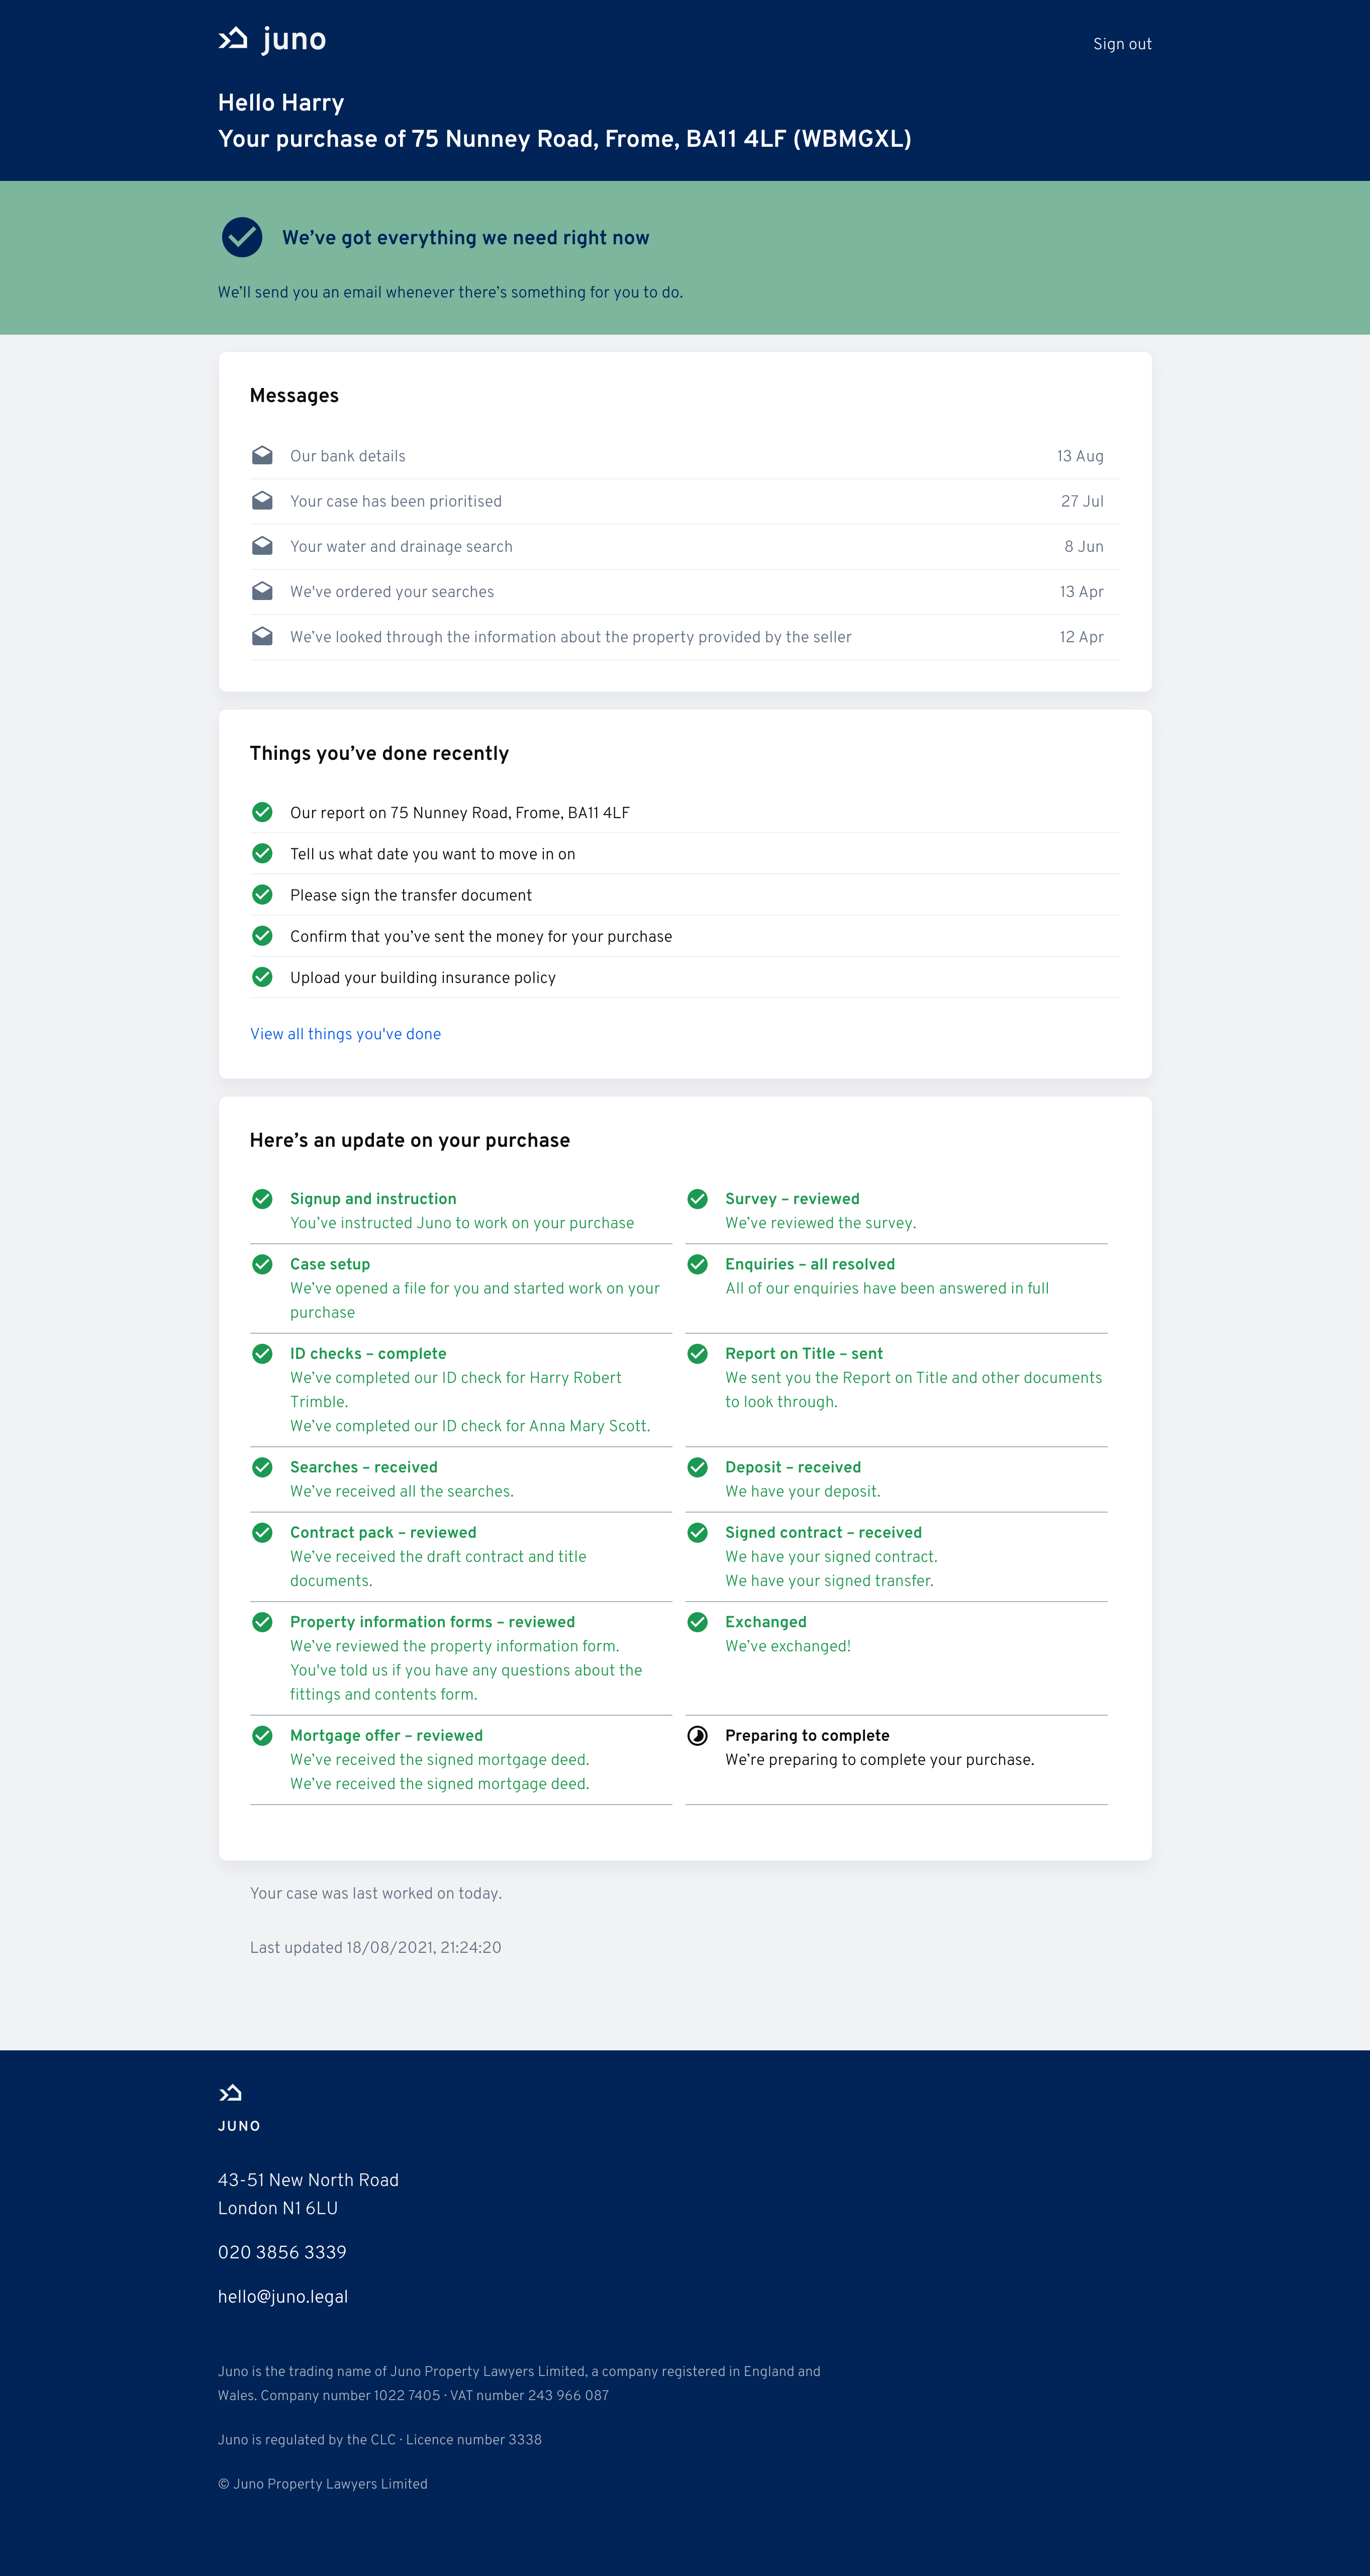 juno
Sign out
Hello Harry
Your purchase of 75 Nunney Road, Frome, BA11 4LF (WBMGXL)
We’ve got everything we need right now
We’ll send you an email whenever there’s something for you to do.
Messages
Our bank details
13 Aug
Your case has been prioritised
27 Jul
Your water and drainage search
8 Jun
We've ordered your searches
13 Apr
We’ve looked through the information about the property provided by the seller
12 Apr
Things you’ve done recently
Our report on 75 Nunney Road, Frome, BA11 4LF
Tell us what date you want to move in on
Please sign the transfer document
Confirm that you’ve sent the money for your purchase
Upload your building insurance policy
View all things you've done
Here’s an update on your purchase
Signup and instruction
You’ve instructed Juno to work on your purchase
Case setup
We’ve opened a file for you and started work on your
purchase
ID checks – complete
We’ve completed our ID check for Harry Robert
Trimble.
We’ve completed our ID check for Anna Mary Scott.
Searches – received
We’ve received all the searches.
Contract pack – reviewed
We’ve received the draft contract and title
documents.
Property information forms – reviewed
We’ve reviewed the property information form.
You've told us if you have any questions about the
fittings and contents form.
Mortgage offer – reviewed
We’ve received the signed mortgage deed.
We’ve received the signed mortgage deed.
Survey – reviewed
We’ve reviewed the survey.
Enquiries – all resolved
All of our enquiries have been answered in full
Report on Title – sent
We sent you the Report on Title and other documents
to look through.
Deposit – received
We have your deposit.
Signed contract – received
We have your signed contract.
We have your signed transfer.
Exchanged
We’ve exchanged!
Preparing to complete
We’re preparing to complete your purchase.
Your case was last worked on today.
Last updated 18/08/2021, 21:24:20
JUNO
43-51 New North Road
London N1 6LU
020 3856 3339
hello@juno.legal
Juno is the trading name of Juno Property Lawyers Limited, a company registered in England and
Wales. Company number 1022 7405 · VAT number 243 966 087
Juno is regulated by the CLC · Licence number 3338
© Juno Property Lawyers Limited